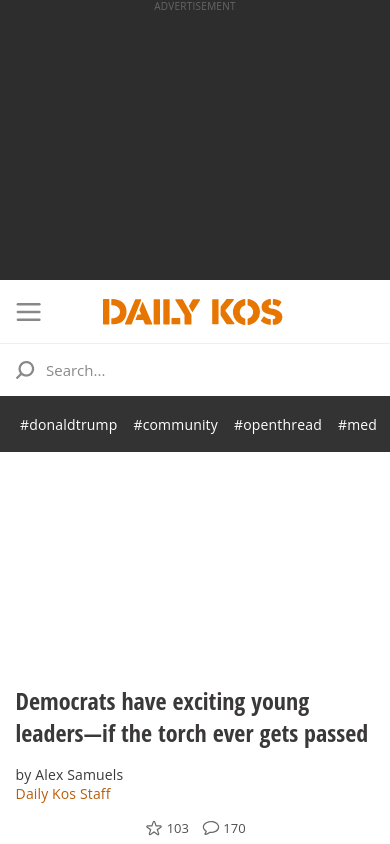 ADVERTISEMENT
DAILY KOS
Search...
#donaldtrump #community #openthread #med
Democrats have exciting young
leaders—if the torch ever gets passed
by Alex Samuels
Daily Kos Staff
103 170